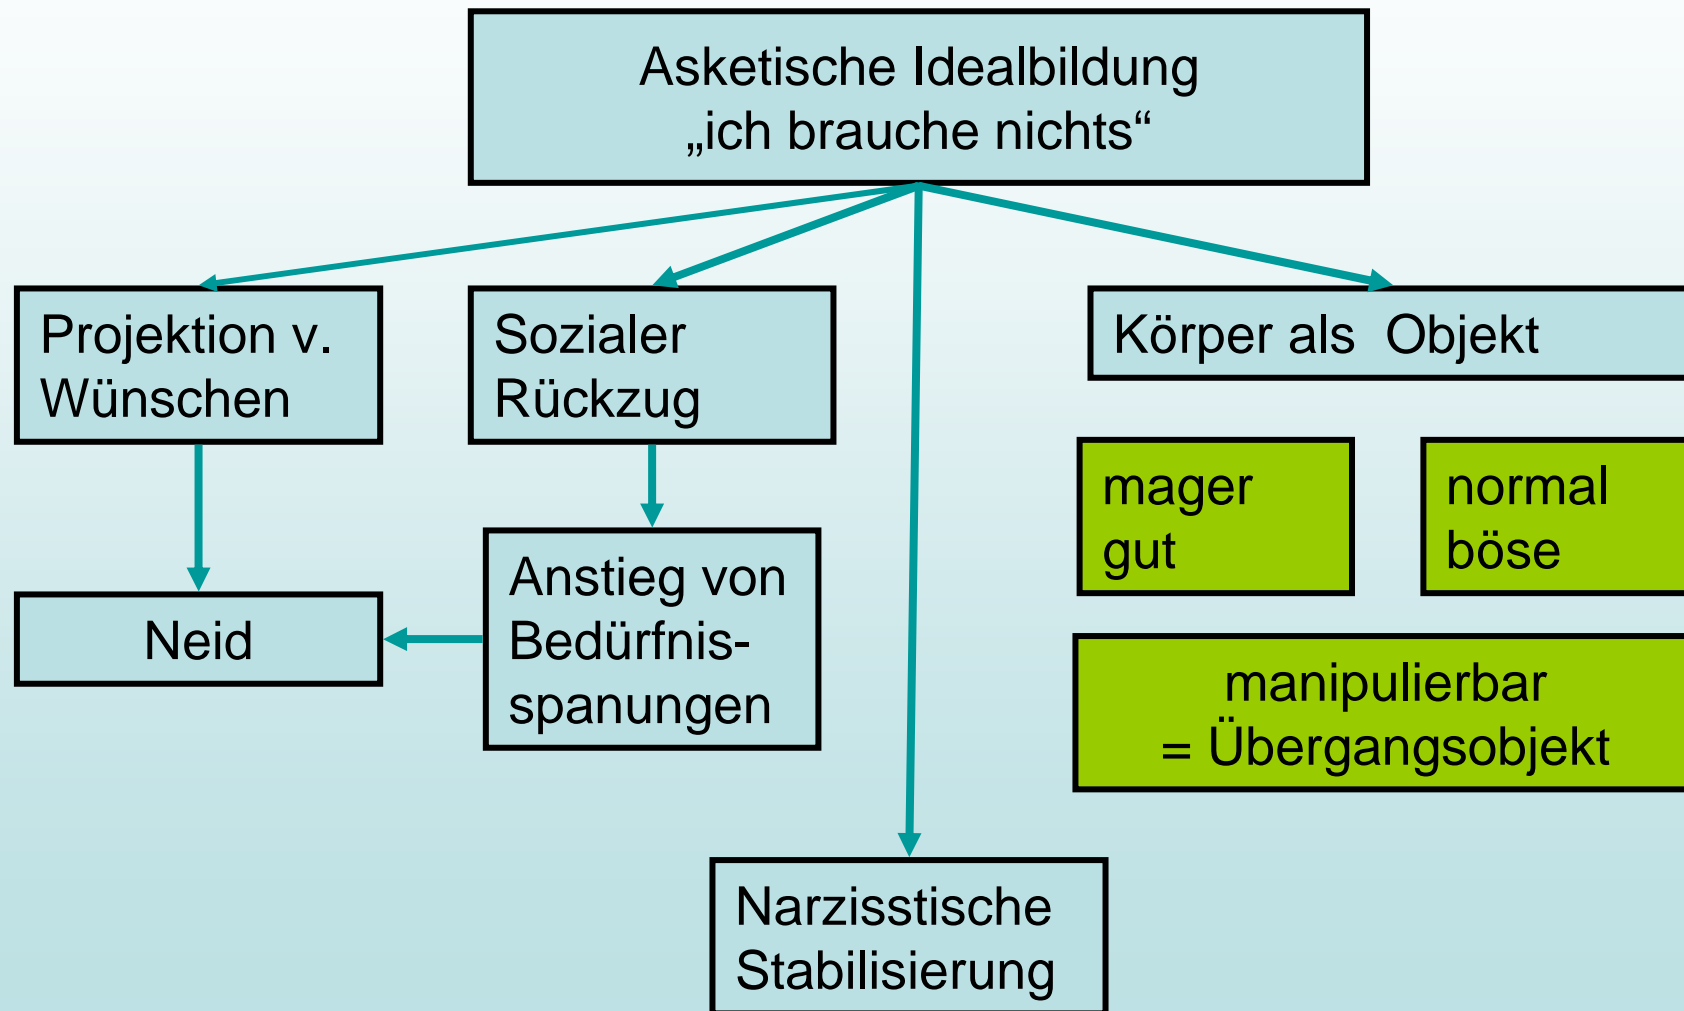 Asketische Idealbildung
„ich brauche nichts“
Projektion v.
Wünschen
Sozialer
Rückzug
Körper als  Objekt
mager
gut
normal
böse
Anstieg von
Bedürfnis-
spanungen
Neid
manipulierbar
= Übergangsobjekt
Narzisstische
Stabilisierung